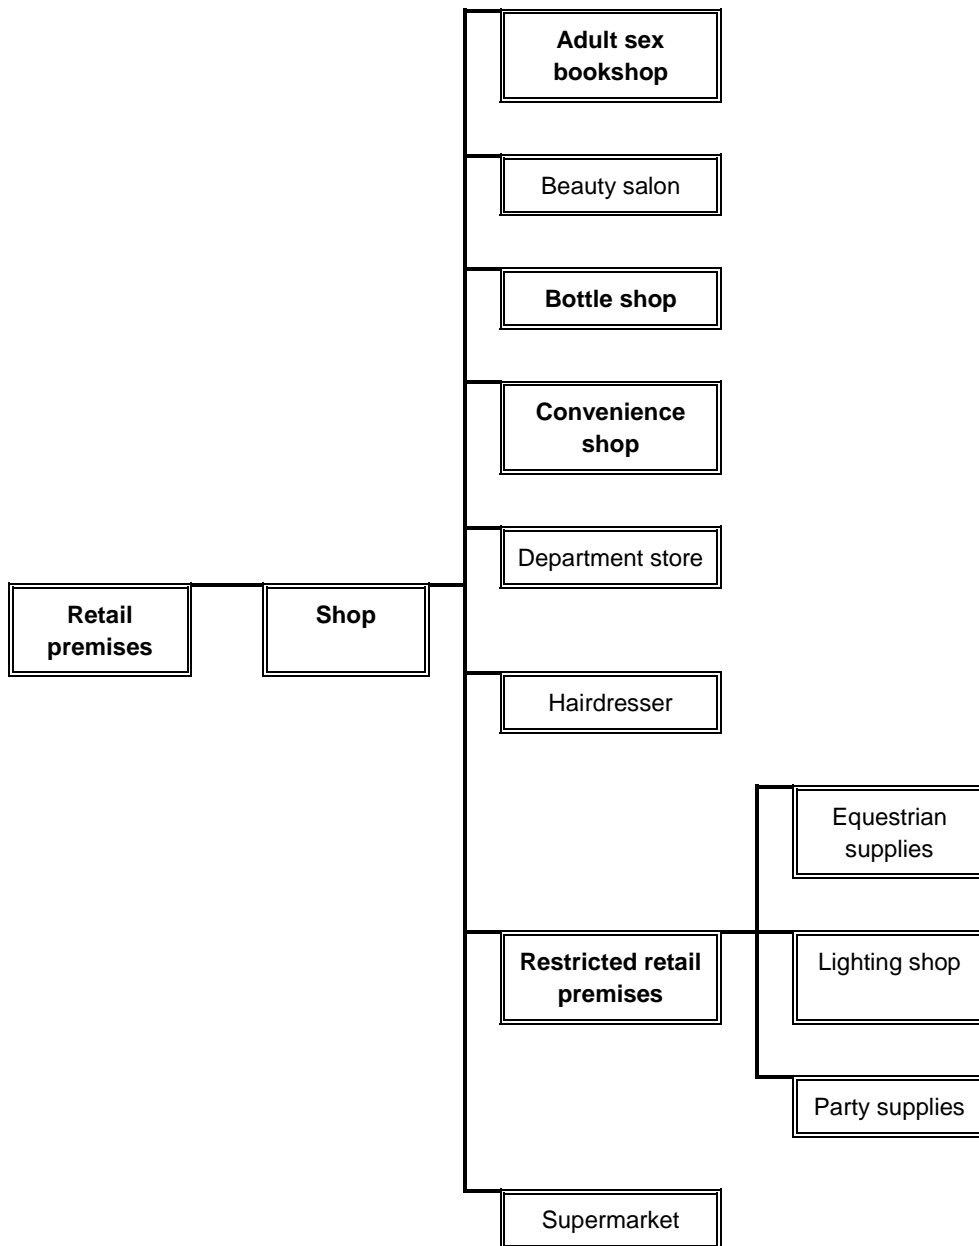 Adult sex
bookshop
Beauty salon
Bottle shop
Convenience
shop
Department store
Retail
premises
Shop
Hairdresser
Equestrian
supplies
Restricted retail
premises
Lighting shop
Party supplies
Supermarket